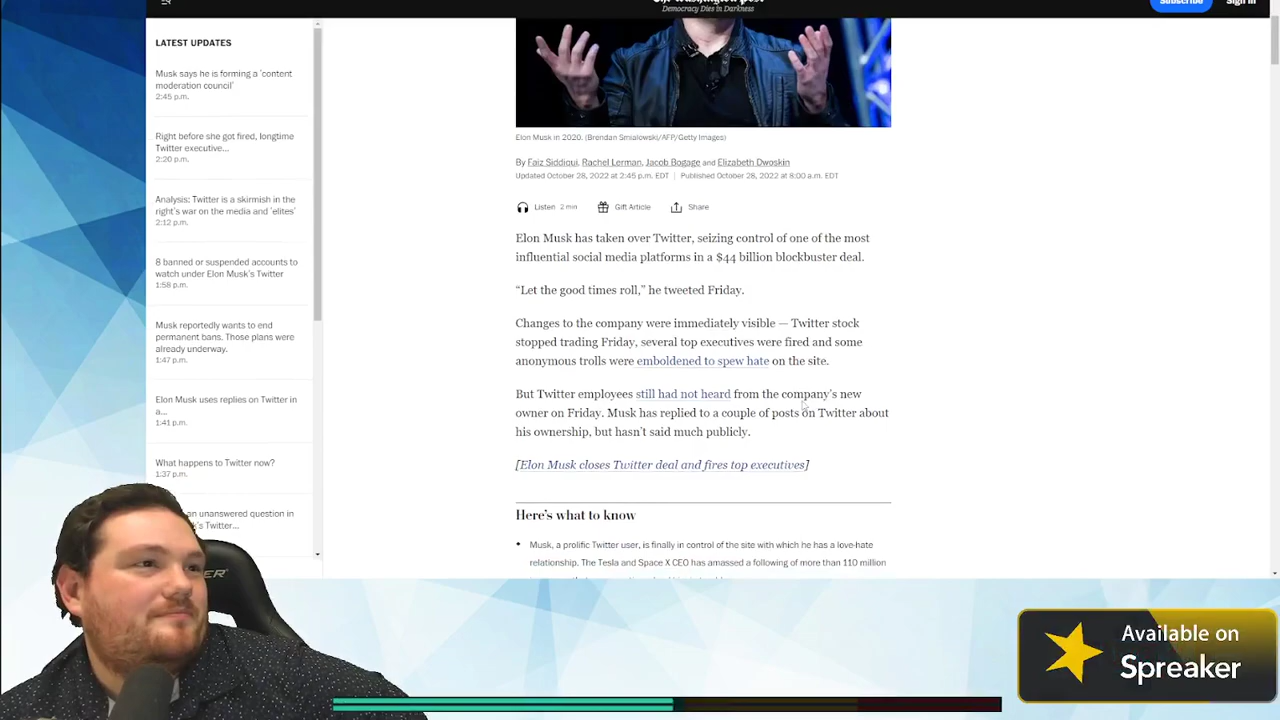 Democracy Dies in Darkness
Subscribe
Sign in
LATEST UPDATES
Musk says he is forming a 'content
moderation council'
2:45 p.m.
Right before she got fired, longtime
Twitter executive...
2:20 p.m.
Analysis: Twitter is a skirmish in the
right's war on the media and 'elites'
2:12 p.m.
8 banned or suspended accounts to
watch under Elon Musk's Twitter
1:58 p.m.
Musk reportedly wants to end
permanent bans. Those plans were
already underway.
1:47 p.m.
Elon Musk uses replies on Twitter in
a...
1:41 p.m.
What happens to Twitter now?
1:37 p.m.
an unanswered question in
's Twitter...
Elon Musk in 2020. (Brendan Smialowski/AFP/Getty Images)
By Faiz Siddiqui, Rachel Lerman, Jacob Bogage and Elizabeth Dwoskin
Updated October 28, 2022 at 2:45 p.m. EDT | Published October 28, 2022 at 8:00 a.m. EDT
Listen 2 min Gift Article Share
Elon Musk has taken over Twitter, seizing control of one of the most
influential social media platforms in a $44 billion blockbuster deal.
“Let the good times roll,” he tweeted Friday.
Changes to the company were immediately visible — Twitter stock
stopped trading Friday, several top executives were fired and some
anonymous trolls were emboldened to spew hate on the site.
But Twitter employees still had not heard from the company's new
owner on Friday. Musk has replied to a couple of posts on Twitter about
his ownership, but hasn't said much publicly.
[Elon Musk closes Twitter deal and fires top executives]
Here's what to know
• Musk, a prolific Twitter user, is finally in control of the site with which he has a love-hate
relationship. The Tesla and Space X CEO has amassed a following of more than 110 million
Available on
Spreaker